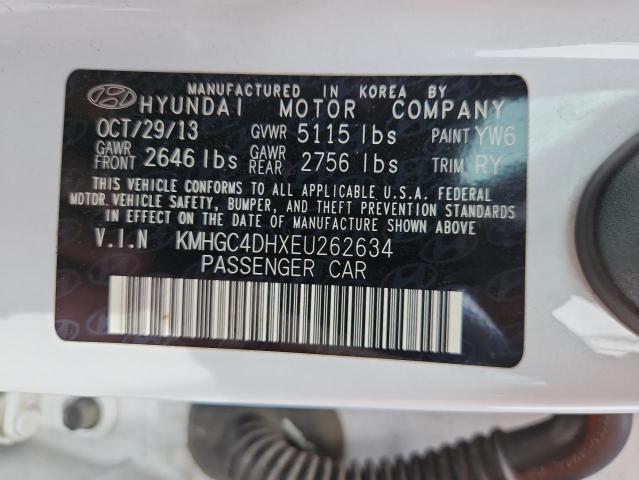 MANUFACTURED IN KOREA BY
HYUNDAI MOTOR COMPANY
OCT/29/13 GVWR 5115 lbs PAINT YW6
GAWR FRONT 2646 lbs GAWR REAR 2756 lbs TRIM RY
THIS VEHICLE CONFORMS TO ALL APPLICABLE U.S.A. FEDERAL
MOTOR VEHICLE SAFETY, BUMPER, AND THEFT PREVENTION STANDARDS
IN EFFECT ON THE DATE OF MANUFACTURE SHOWN ABOVE.
V.I.N KMHGC4DHXEU262634
PASSENGER CAR